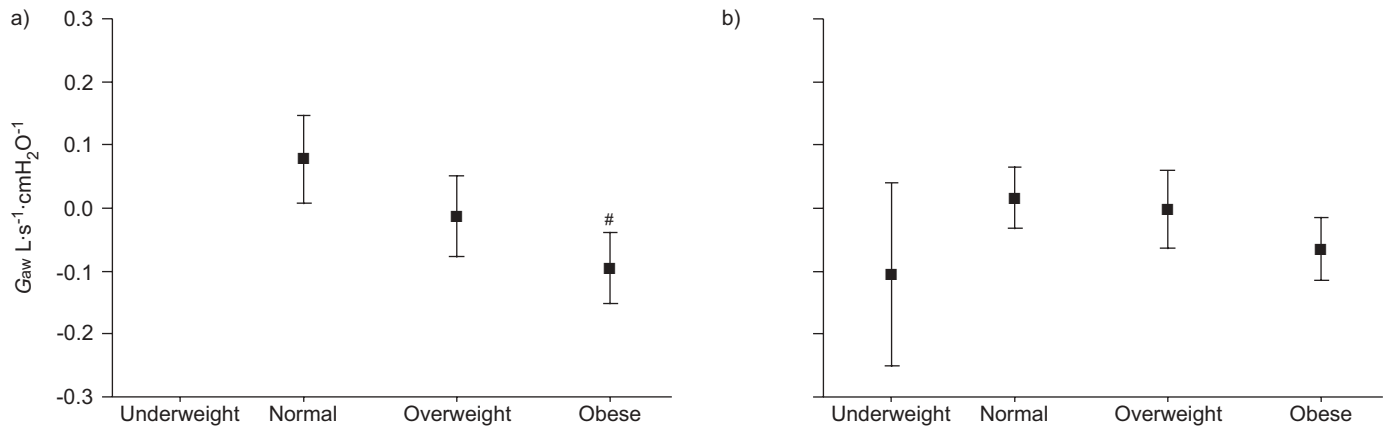 a)
b)
0.3
0.2
0.1
0.0
-0.1
-0.2
-0.3
Gaw L·s⁻¹·cmH₂O⁻¹
#
Underweight Normal Overweight Obese
Underweight Normal Overweight Obese